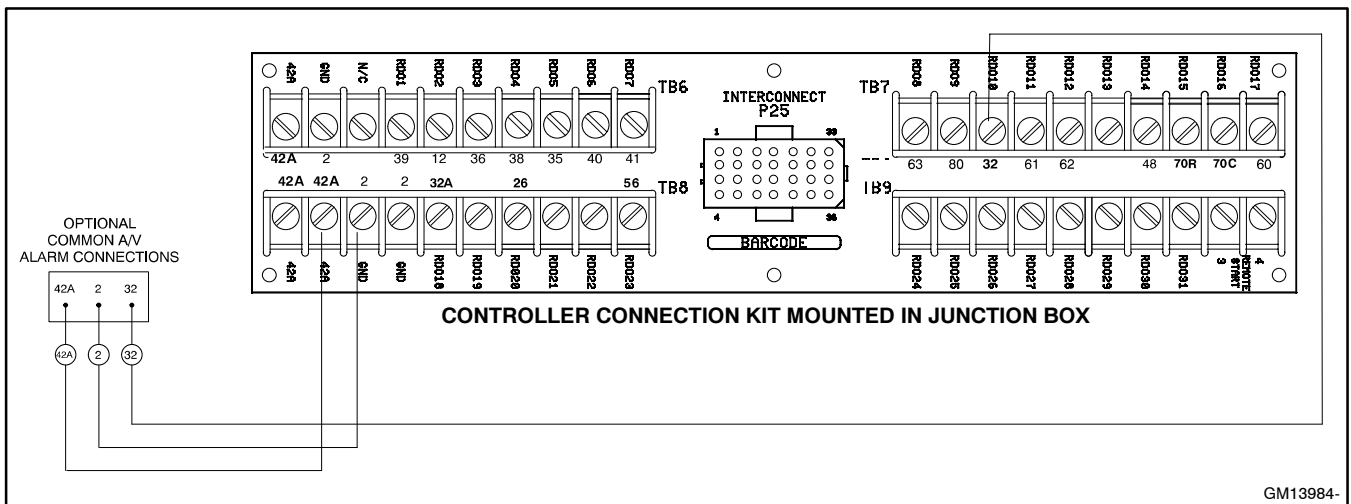 42A GND N/C RDO1 RDO2 RDO3 RDO4 RDO5 RDO6 RDO7
TB6
INTERCONNECT
P25
1 33
4 36
BARCODE
TB7
RDO8 RDO9 RDO10 RDO11 RDO12 RDO13 RDO14 RDO15 RDO16 RDO17
42A 2 39 12 36 38 35 40 41
63 80 32 61 62 48 70R 70C 60
42A 42A 2 2 32A 26 56
TB8
TB9
42A 42A GND GND RDO18 RDO19 RDO20 RDO21 RDO22 RDO23
RDO24 RDO25 RDO26 RDO27 RDO28 RDO29 RDO30 RDO31 3 REMOTE START 4
OPTIONAL
COMMON A/V
ALARM CONNECTIONS
42A 2 32
42A 2 32
CONTROLLER CONNECTION KIT MOUNTED IN JUNCTION BOX
GM13984-